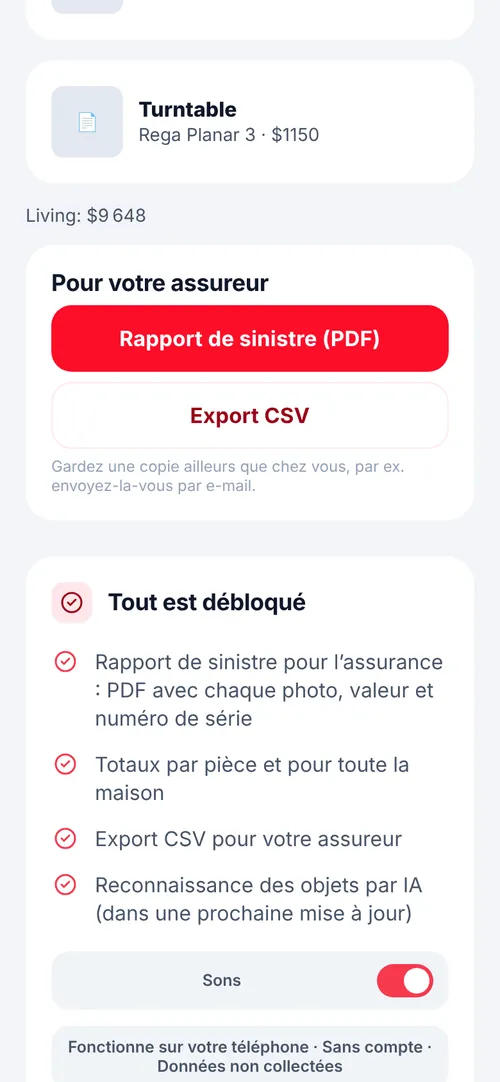 Turntable
Rega Planar 3 · $1150
Living: $9 648
Pour votre assureur
Rapport de sinistre (PDF)
Export CSV
Gardez une copie ailleurs que chez vous, par ex.
envoyez-la-vous par e-mail.
Tout est débloqué
Rapport de sinistre pour l’assurance
: PDF avec chaque photo, valeur et
numéro de série
Totaux par pièce et pour toute la
maison
Export CSV pour votre assureur
Reconnaissance des objets par IA
(dans une prochaine mise à jour)
Sons
Fonctionne sur votre téléphone · Sans compte ·
Données non collectées